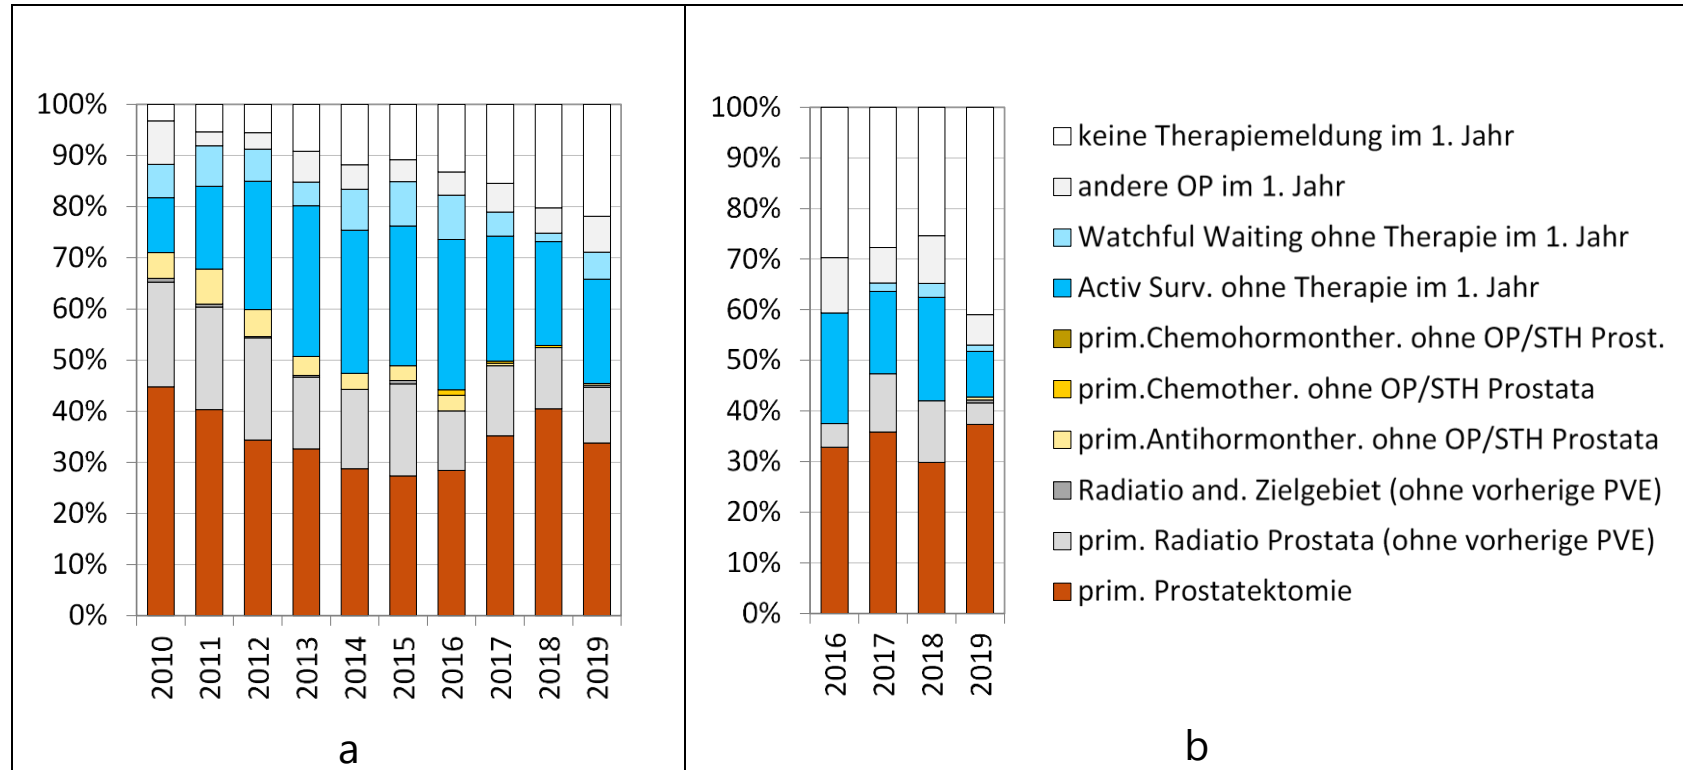 100%
90%
80%
70%
60%
50%
40%
30%
20%
10%
0%
2010 2011 2012 2013 2014 2015 2016 2017 2018 2019
a
100%
90%
80%
70%
60%
50%
40%
30%
20%
10%
0%
2016 2017 2018 2019
keine Therapiemeldung im 1. Jahr
andere OP im 1. Jahr
Watchful Waiting ohne Therapie im 1. Jahr
Activ Surv. ohne Therapie im 1. Jahr
prim.Chemohormonther. ohne OP/STH Prost.
prim.Chemother. ohne OP/STH Prostata
prim.Antihormonther. ohne OP/STH Prostata
Radiatio and. Zielgebiet (ohne vorherige PVE)
prim. Radiatio Prostata (ohne vorherige PVE)
prim. Prostatektomie
b